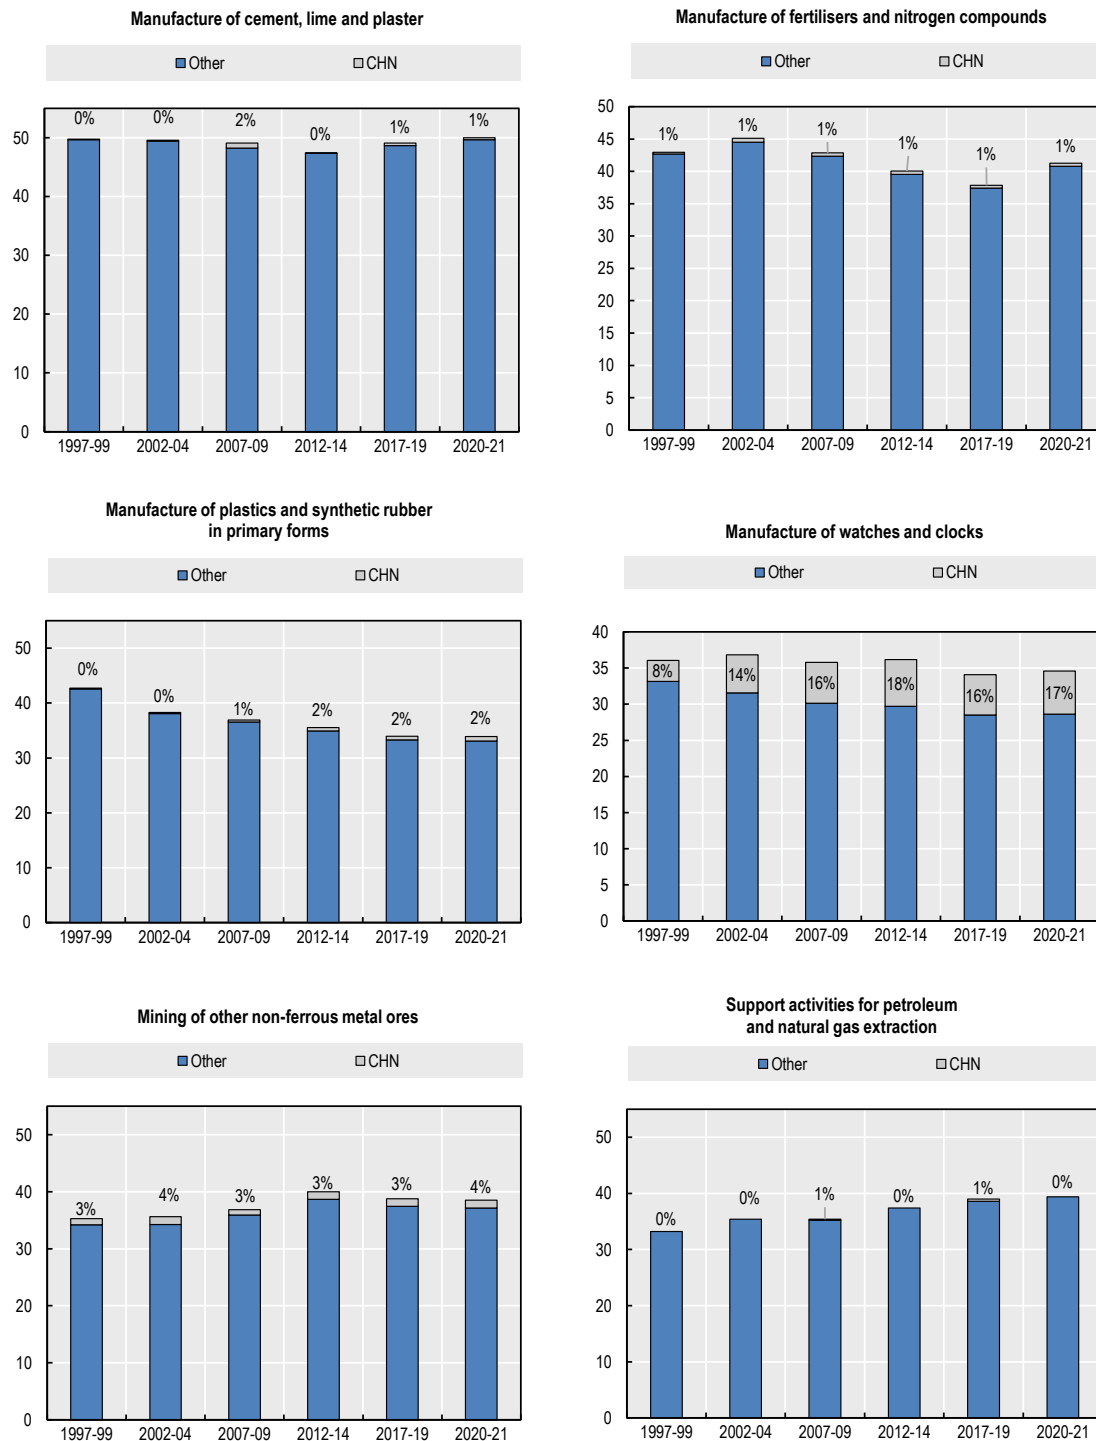 Manufacture of cement, lime and plaster
Other CHN
50
40
30
20
10
0
0% 0% 2% 0% 1% 1%
1997-99 2002-04 2007-09 2012-14 2017-19 2020-21
Manufacture of fertilisers and nitrogen compounds
Other CHN
50
45
40
35
30
25
20
15
10
5
0
1% 1% 1% 1% 1% 1%
1997-99 2002-04 2007-09 2012-14 2017-19 2020-21
Manufacture of plastics and synthetic rubber
in primary forms
Other CHN
50
40
30
20
10
0
0% 0% 1% 2% 2% 2%
1997-99 2002-04 2007-09 2012-14 2017-19 2020-21
Manufacture of watches and clocks
Other CHN
40
35
30
25
20
15
10
5
0
8% 14% 16% 18% 16% 17%
1997-99 2002-04 2007-09 2012-14 2017-19 2020-21
Mining of other non-ferrous metal ores
Other CHN
50
40
30
20
10
0
3% 4% 3% 3% 3% 4%
1997-99 2002-04 2007-09 2012-14 2017-19 2020-21
Support activities for petroleum
and natural gas extraction
Other CHN
50
40
30
20
10
0
0% 0% 1% 0% 1% 0%
1997-99 2002-04 2007-09 2012-14 2017-19 2020-21